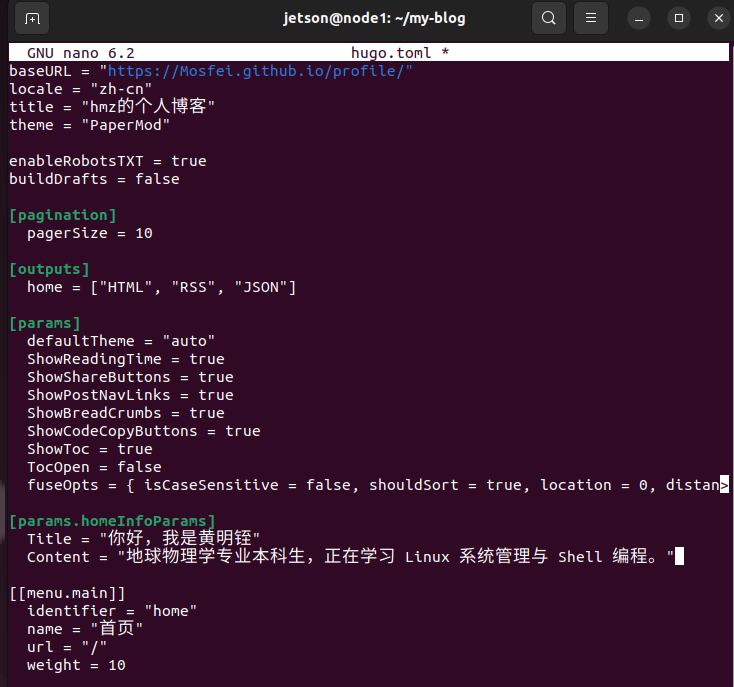 jetson@node1: ~/my-blog
GNU nano 6.2 hugo.toml *
baseURL = "https://Mosfei.github.io/profile/"
locale = "zh-cn"
title = "hmz的个人博客"
theme = "PaperMod"
enableRobotsTXT = true
buildDrafts = false
[pagination]
pagerSize = 10
[outputs]
home = ["HTML", "RSS", "JSON"]
[params]
defaultTheme = "auto"
ShowReadingTime = true
ShowShareButtons = true
ShowPostNavLinks = true
ShowBreadCrumbs = true
ShowCodeCopyButtons = true
ShowToc = true
TocOpen = false
fuseOpts = { isCaseSensitive = false, shouldSort = true, location = 0, distan>
[params.homeInfoParams]
Title = "你好，我是黄明铚"
Content = "地球物理学专业本科生，正在学习 Linux 系统管理与 Shell 编程。"
[[menu.main]]
identifier = "home"
name = "首页"
url = "/"
weight = 10